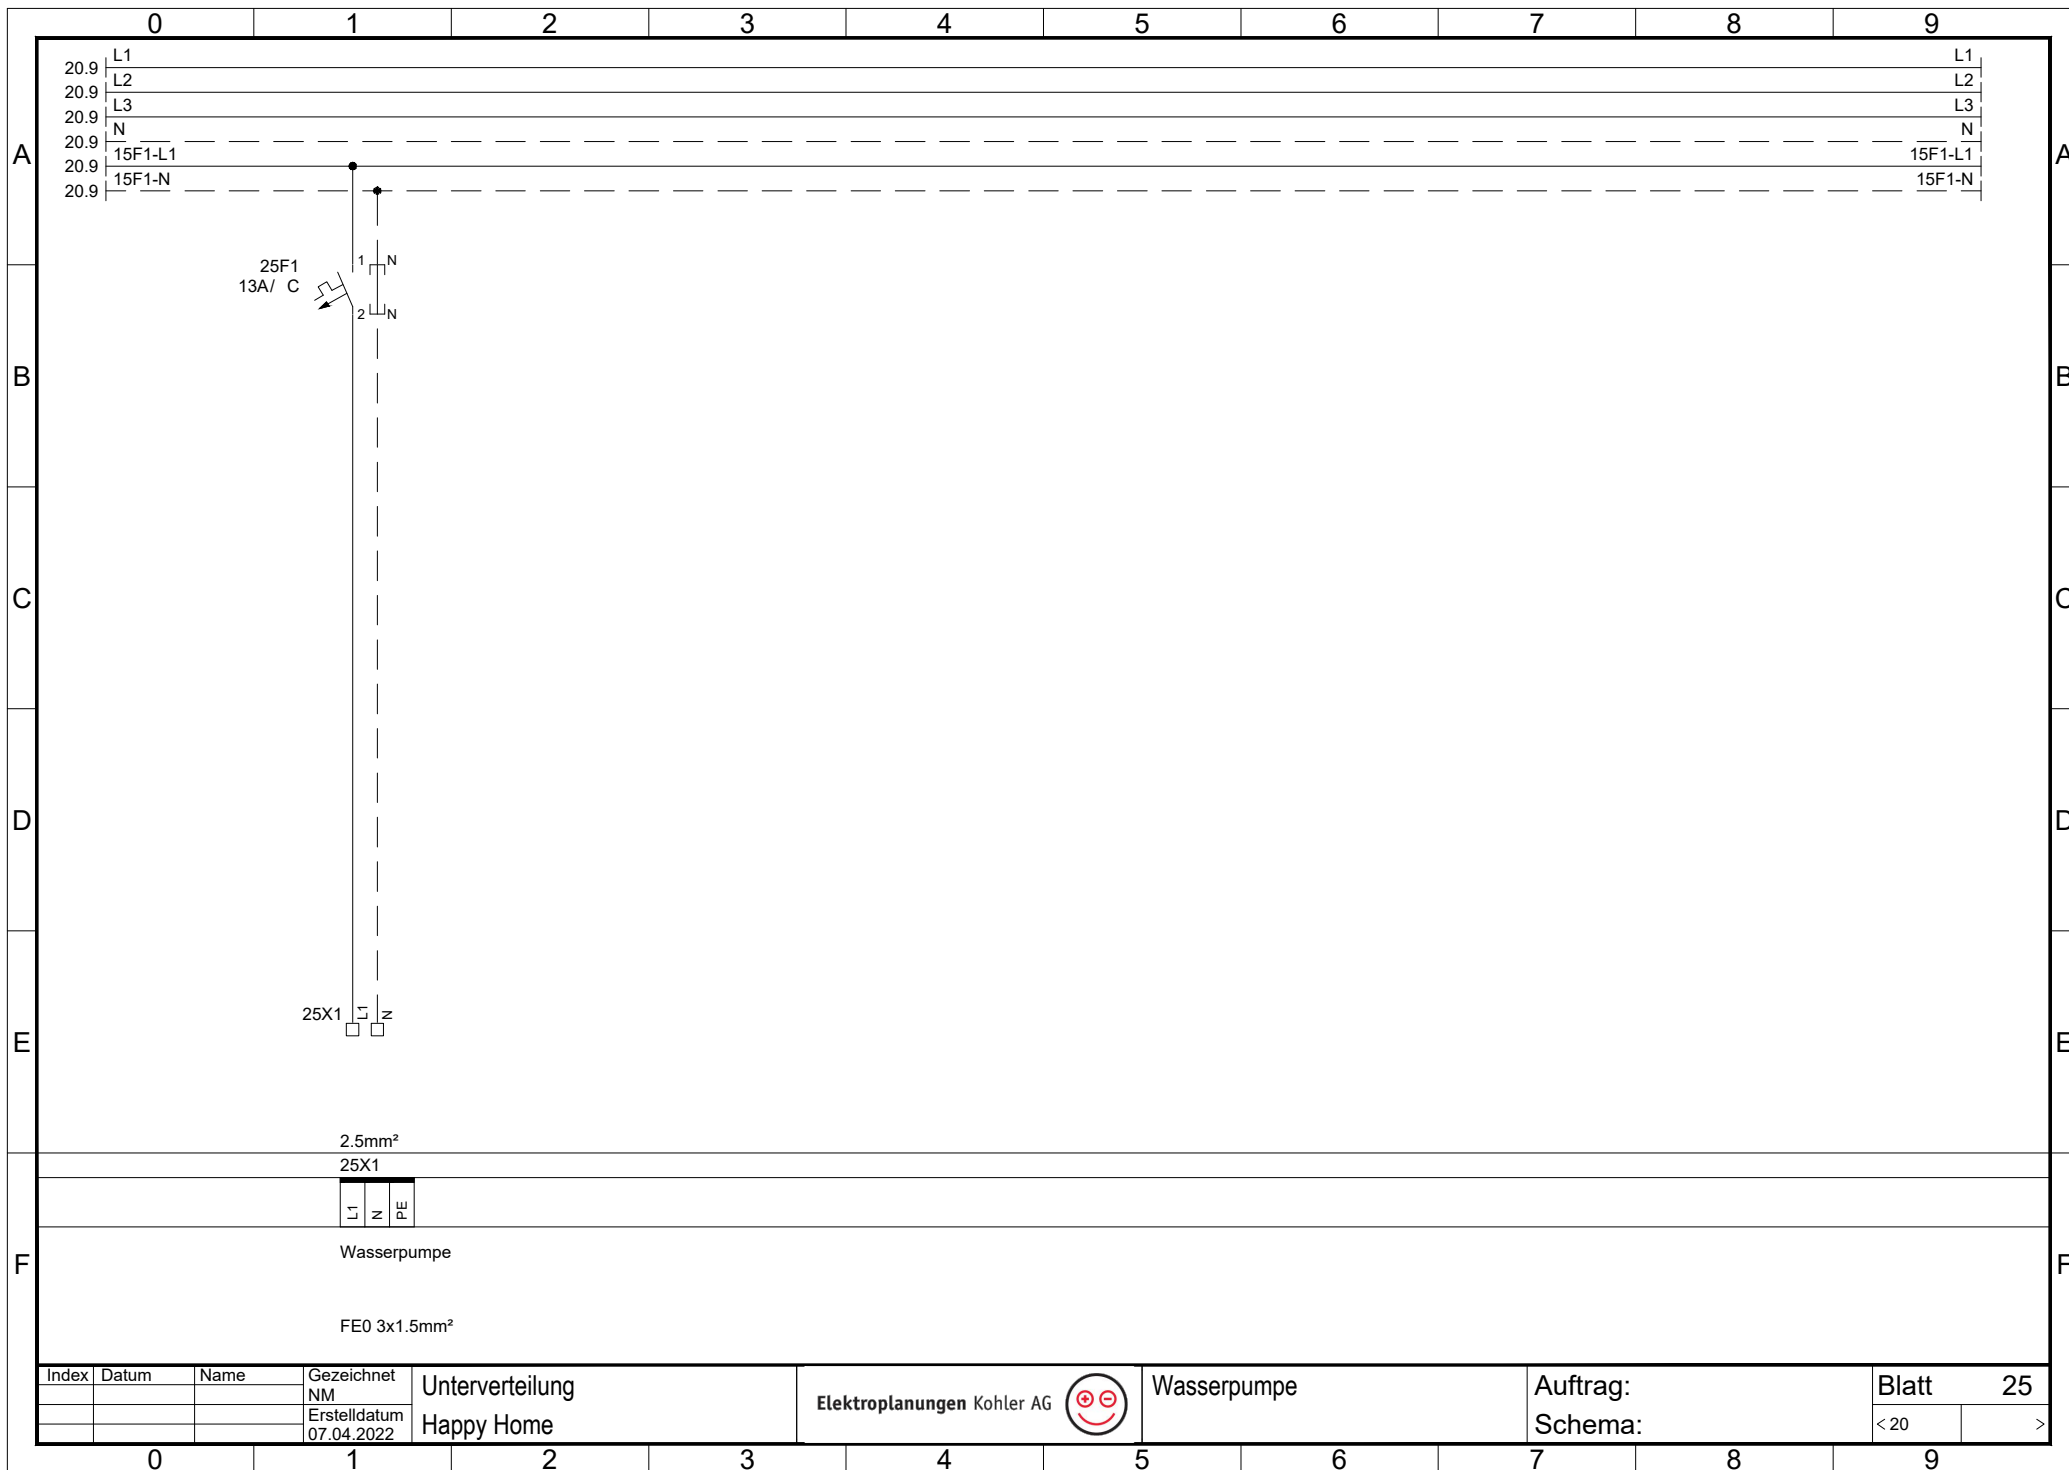 0 1 2 3 4 5 6 7 8 9
L1 L1
20.9
L2 L2
20.9
L3 L3
20.9
N N
20.9
A A
15F1-L1 15F1-L1
20.9
15F1-N 15F1-N
20.9
1 N
25F1
13A/ C
2 N
B B
C C
D D
25X1 L1 N
E E
2.5mm²
25X1
L1 N PE
Wasserpumpe
F F
FE0 3x1.5mm²
Index Datum Name Gezeichnet
NM
Erstelldatum
07.04.2022
Unterverteilung
Happy Home
Elektroplanungen Kohler AG
Wasserpumpe
Auftrag:
Schema:
Blatt 25
< 20 >
0 1 2 3 4 5 6 7 8 9